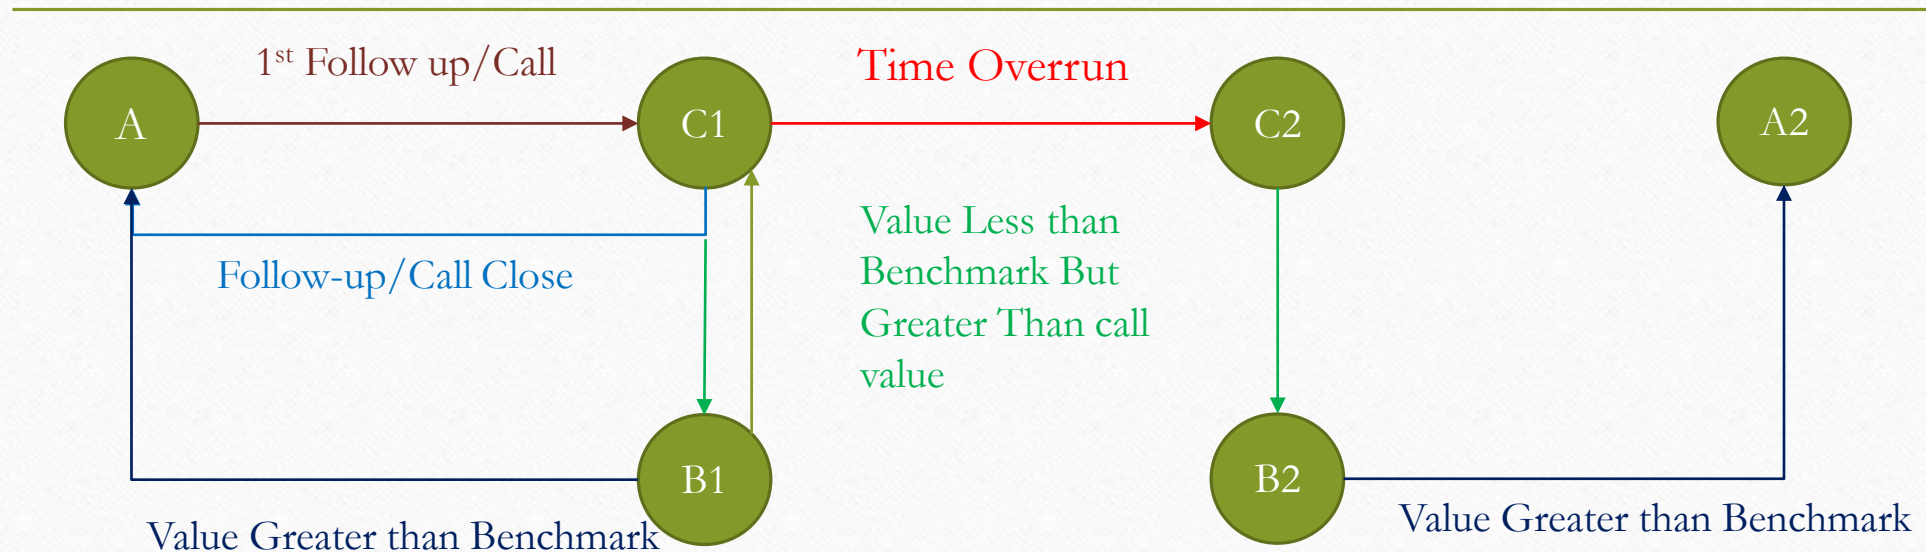 1st Follow up/Call
Time Overrun
A
C1
C2
A2
Follow-up/Call Close
Value Less than
Benchmark But
Greater Than call
value
B1
B2
Value Greater than Benchmark
Value Greater than Benchmark